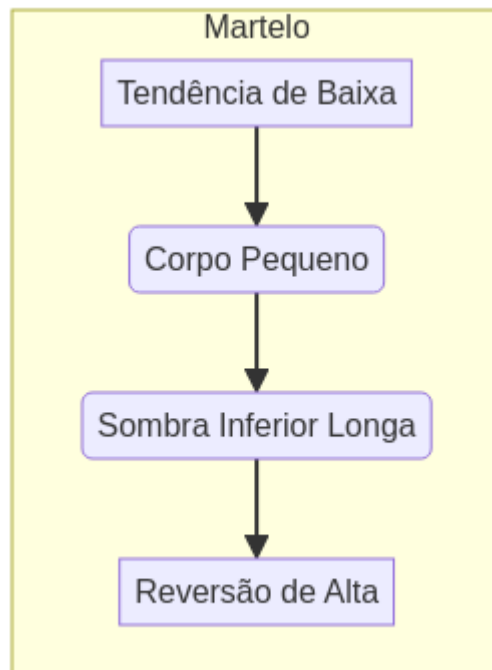 Martelo
Tendência de Baixa
Corpo Pequeno
Sombra Inferior Longa
Reversão de Alta